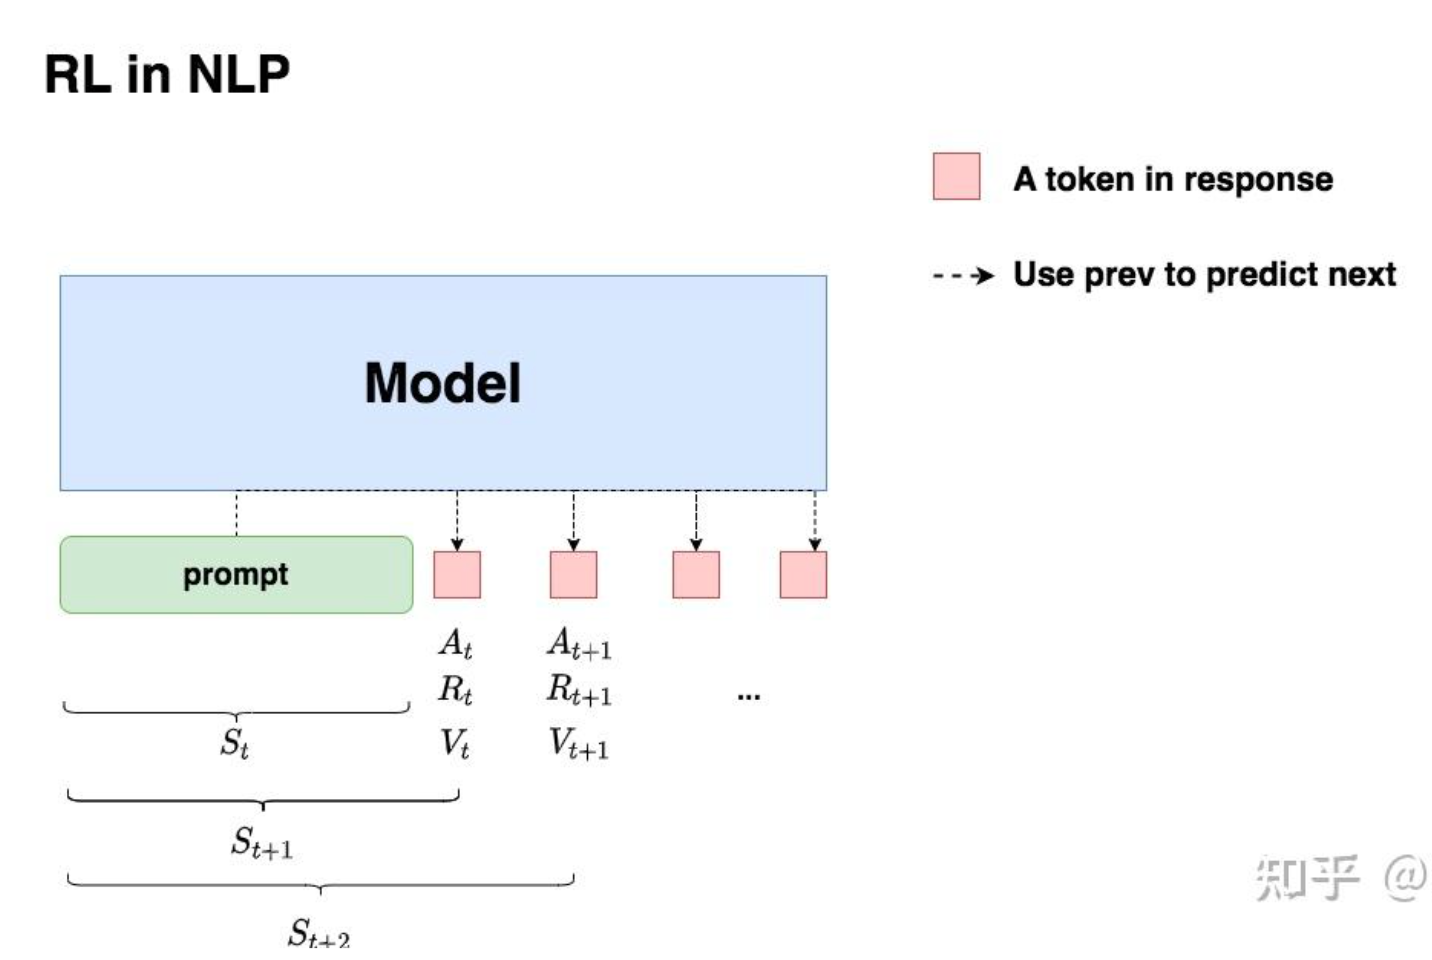 RL in NLP
A token in response
Use prev to predict next
Model
prompt
A_t A_{t+1}
R_t R_{t+1} ...
S_t V_t V_{t+1}
S_{t+1}
S_{t+2}
知乎 @